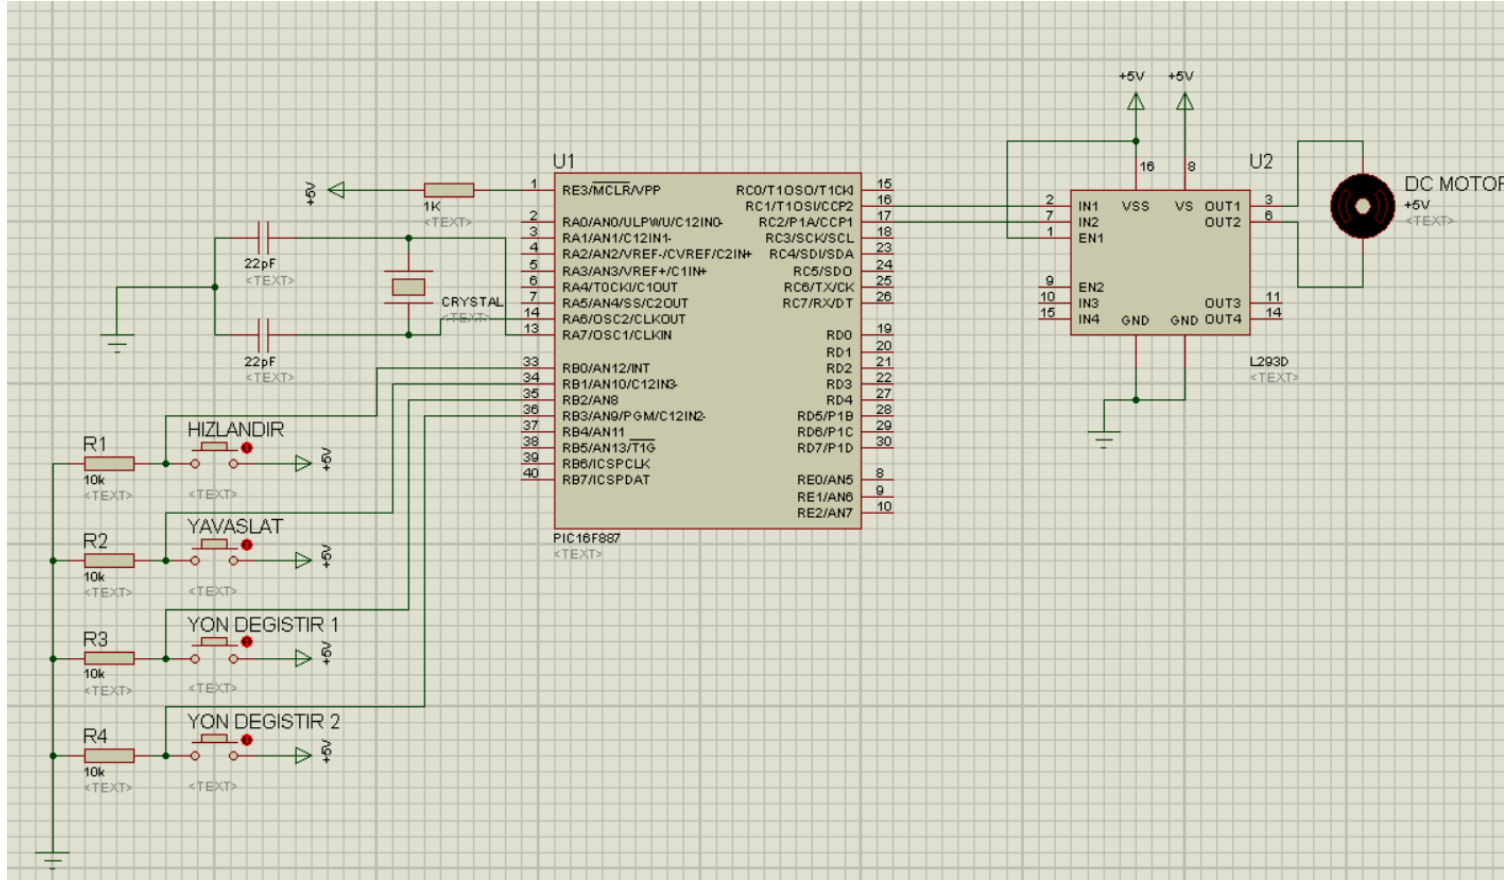 +5V
+5V
U1
U2
16
8
+5V
1K
<TEXT>
1
RE3/MCLR/VPP
2
RA0/AN0/ULPWU/C12IN0-
3
RA1/AN1/C12IN1-
4
RA2/AN2/VREF-/CVREF/C2IN+
5
RA3/AN3/VREF+/C1IN+
6
RA4/T0CKI/C1OUT
7
RA5/AN4/SS/C2OUT
14
RA6/OSC2/CLKOUT
13
RA7/OSC1/CLKIN
33
RB0/AN12/INT
34
RB1/AN10/C12IN3-
35
RB2/AN8
36
RB3/AN9/PGM/C12IN2-
37
RB4/AN11
38
RB5/AN13/T1G
39
RB6/ICSPCLK
40
RB7/ICSPDAT
RC0/T1OSO/T1CKI
15
RC1/T1OSI/CCP2
16
RC2/P1A/CCP1
17
RC3/SCK/SCL
18
RC4/SDI/SDA
23
RC5/SDO
24
RC6/TX/CK
25
RC7/RX/DT
26
RD0
19
RD1
20
RD2
21
RD3
22
RD4
27
RD5/P1B
28
RD6/P1C
29
RD7/P1D
30
RE0/AN5
8
RE1/AN6
9
RE2/AN7
10
PIC16F887
<TEXT>
22pF
<TEXT>
CRYSTAL
<TEXT>
22pF
<TEXT>
2
IN1
VSS
VS
OUT1
3
7
IN2
OUT2
6
1
EN1
9
EN2
10
IN3
OUT3
11
15
IN4
GND
GND
OUT4
14
L293D
<TEXT>
DC MOTOR
+5V
<TEXT>
R1
HIZLANDIR
+5V
10k
<TEXT>
<TEXT>
R2
YAVASLAT
+5V
10k
<TEXT>
<TEXT>
R3
YON DEGISTIR 1
+5V
10k
<TEXT>
<TEXT>
R4
YON DEGISTIR 2
+5V
10k
<TEXT>
<TEXT>